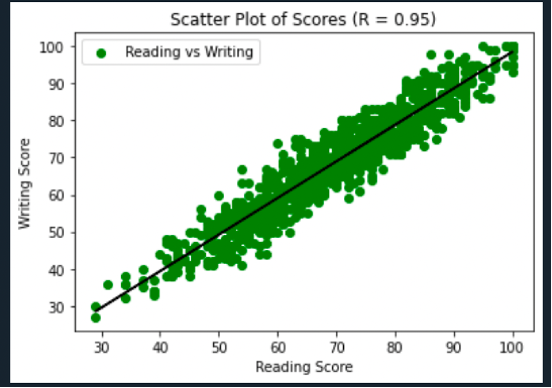 Scatter Plot of Scores (R = 0.95)
Reading vs Writing
100
90
80
70
60
50
40
30
Writing Score
30 40 50 60 70 80 90 100
Reading Score